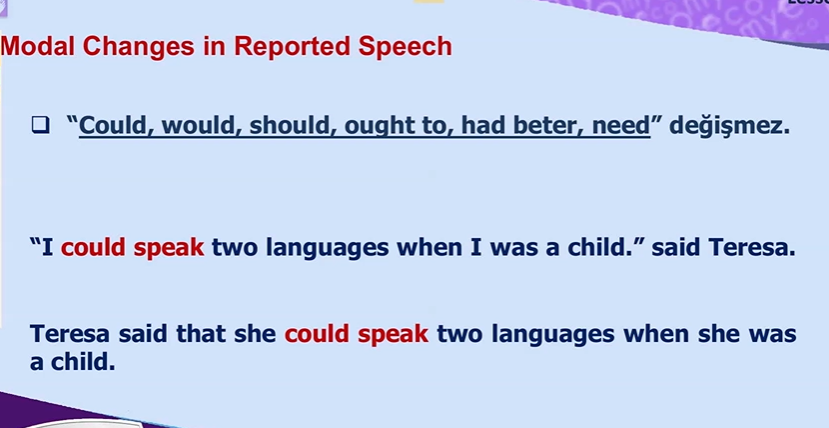 Modal Changes in Reported Speech
❑ “Could, would, should, ought to, had beter, need” değişmez.
“I could speak two languages when I was a child.” said Teresa.
Teresa said that she could speak two languages when she was
a child.